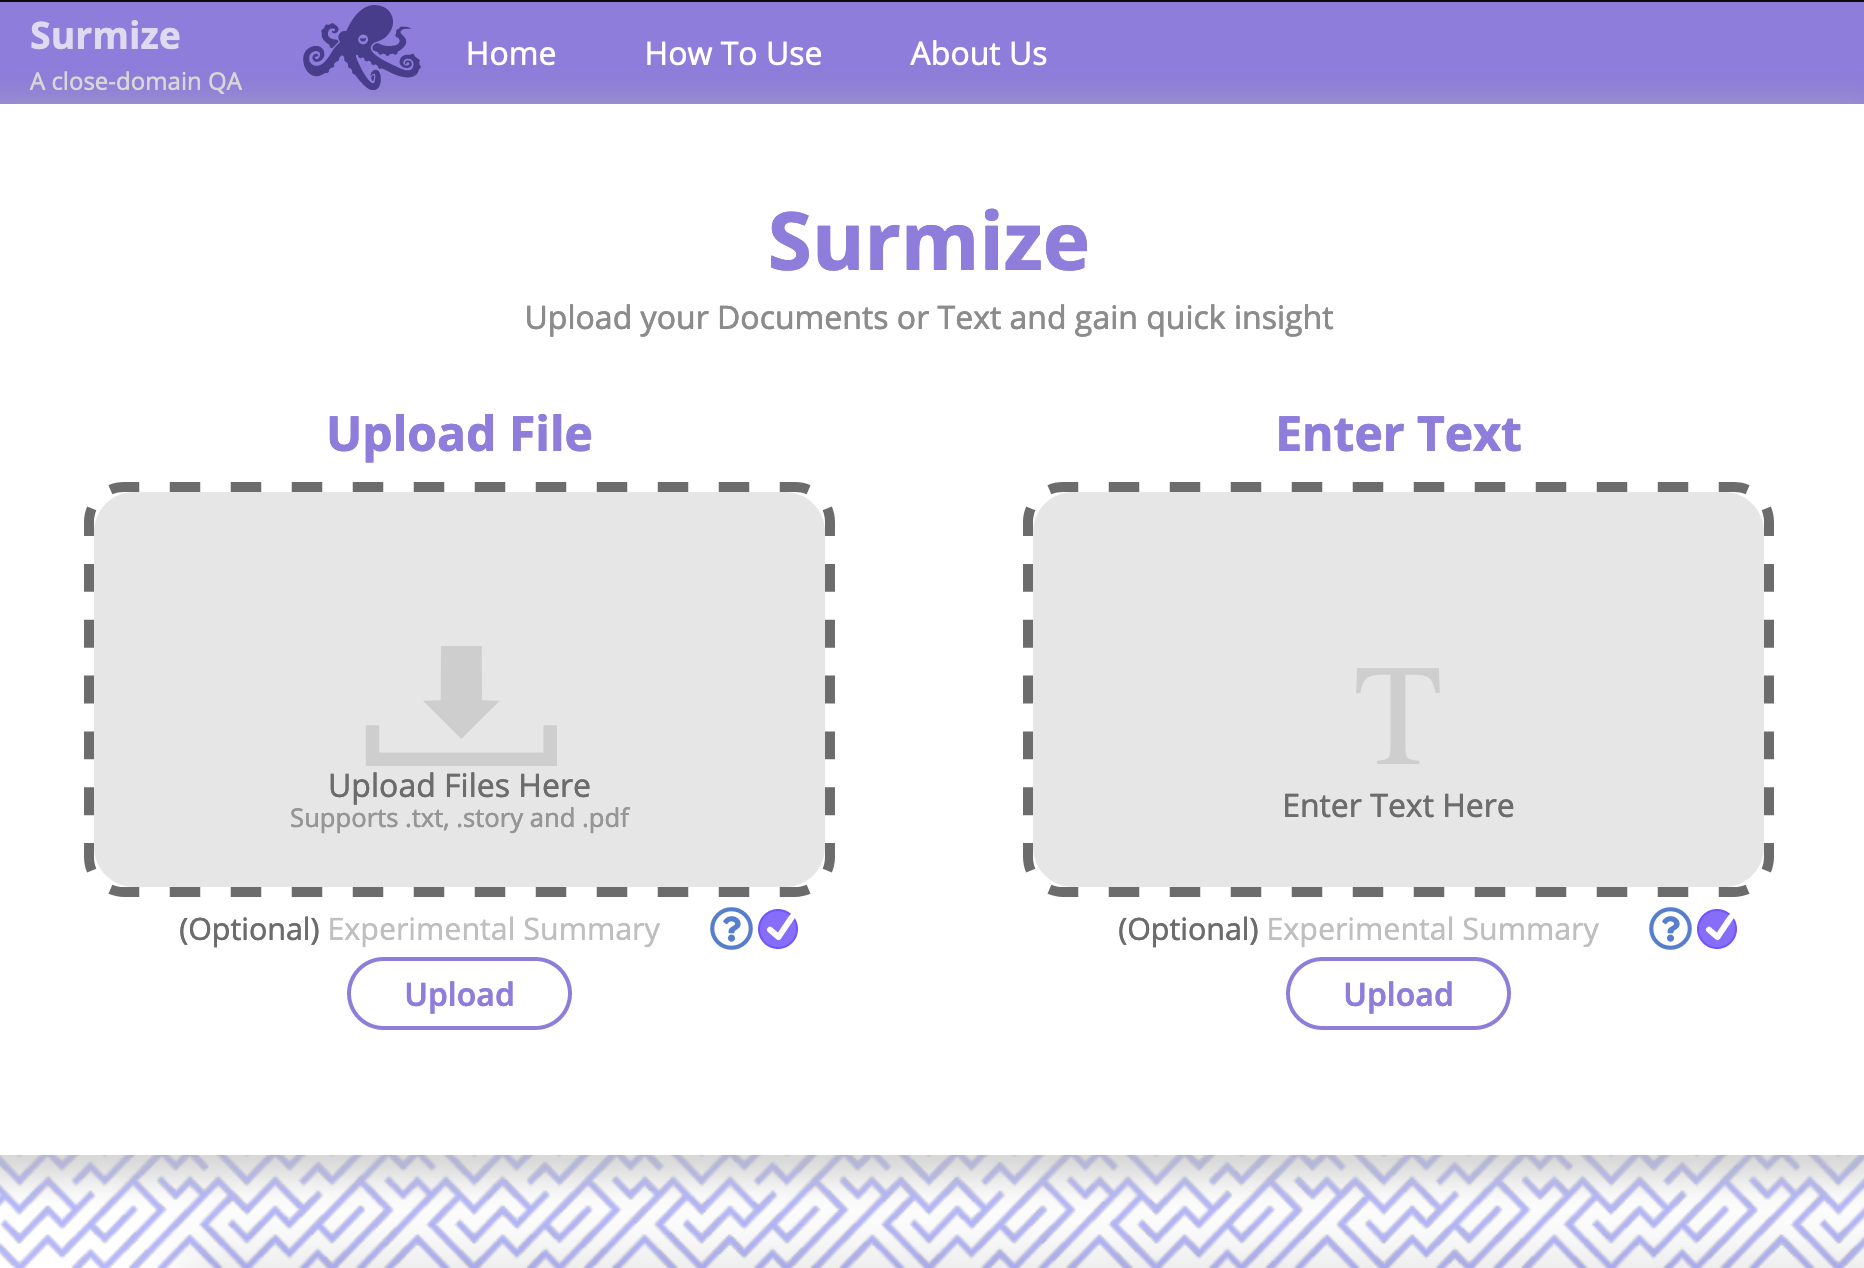 Surmize
A close-domain QA
Home
How To Use
About Us
Surmize
Upload your Documents or Text and gain quick insight
Upload File
Upload Files Here
Supports .txt, .story and .pdf
(Optional) Experimental Summary
?
Upload
Enter Text
T
Enter Text Here
(Optional) Experimental Summary
?
Upload